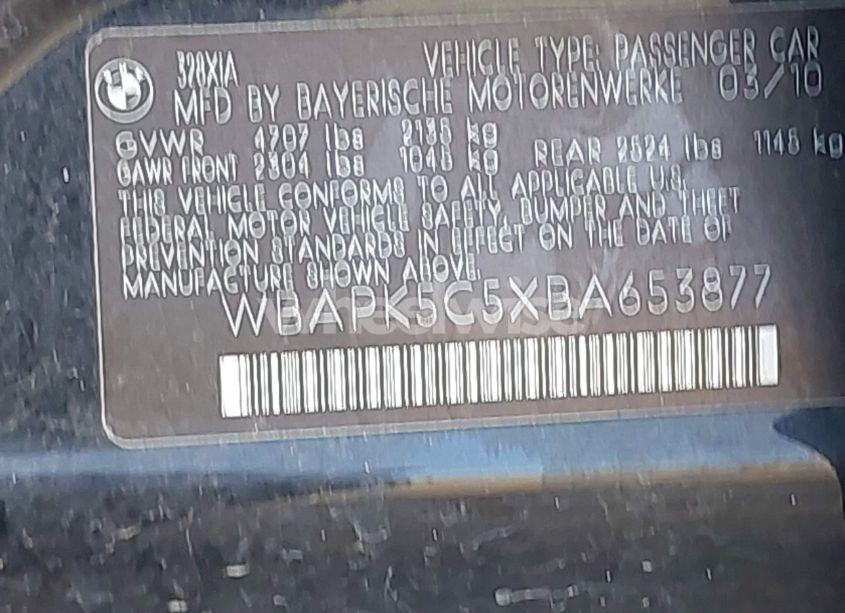 328XIA VEHICLE TYPE: PASSENGER CAR
MFD BY BAYERISCHE MOTORENWERKE 03/10
GVWR 4707 lbs 2135 kg
GAWR FRONT 2304 lbs 1045 kg REAR 2524 lbs 1145 kg
THIS VEHICLE CONFORMS TO ALL APPLICABLE U.S.
FEDERAL MOTOR VEHICLE SAFETY, BUMPER AND THEFT
PREVENTION STANDARDS IN EFFECT ON THE DATE OF
MANUFACTURE SHOWN ABOVE.
WBAPK5C5XBA653877